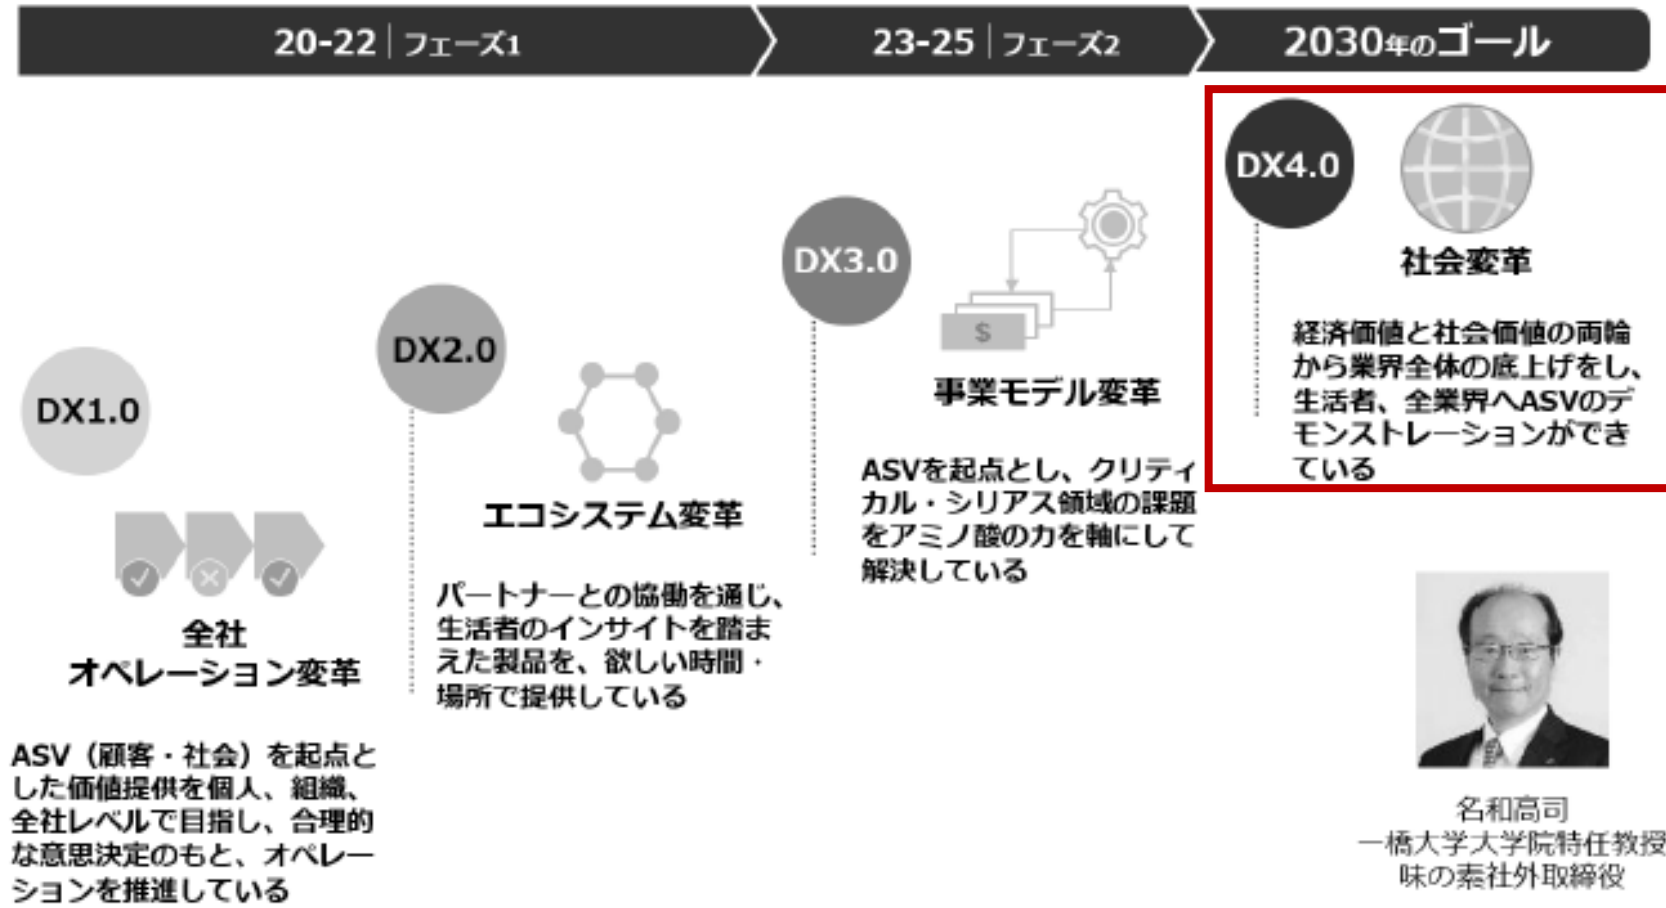 20-22 | フェーズ1
23-25 | フェーズ2
2030年のゴール
DX1.0
全社
オペレーション変革
ASV（顧客・社会）を起点と
した価値提供を個人、組織、
全社レベルで目指し、合理的
な意思決定のもと、オペレー
ションを推進している
DX2.0
エコシステム変革
パートナーとの協働を通じ、
生活者のインサイトを踏ま
えた製品を、欲しい時間・
場所で提供している
DX3.0
$
事業モデル変革
ASVを起点とし、クリティ
カル・シリアス領域の課題
をアミノ酸の力を軸にして
解決している
DX4.0
社会変革
経済価値と社会価値の両輪
から業界全体の底上げをし、
生活者、全業界へASVのデ
モンストレーションができ
ている
名和高司
一橋大学大学院特任教授
味の素社外取締役